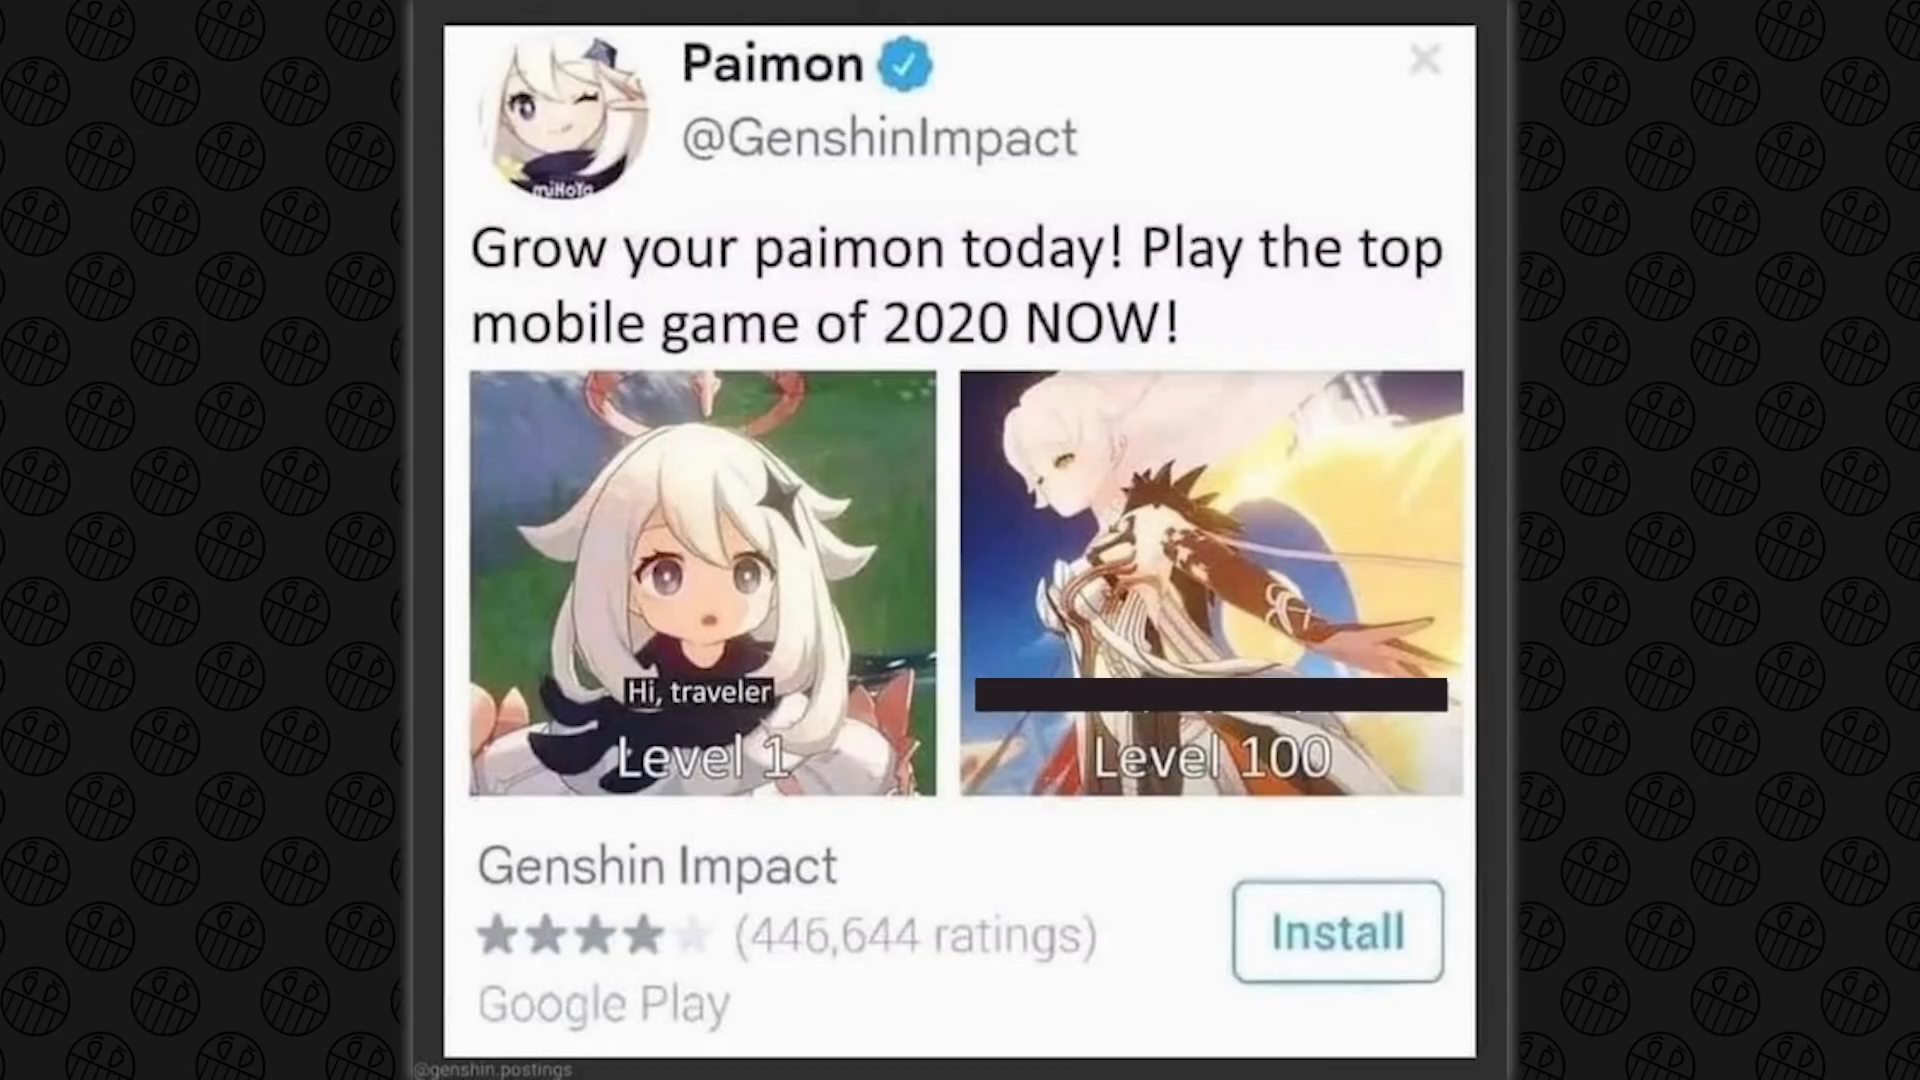 Paimon
@GenshinImpact
miHoYo
Grow your paimon today! Play the top
mobile game of 2020 NOW!
Hi, traveler
Level 1
Level 100
Genshin Impact
(446,644 ratings)
Install
Google Play
@genshin.postings